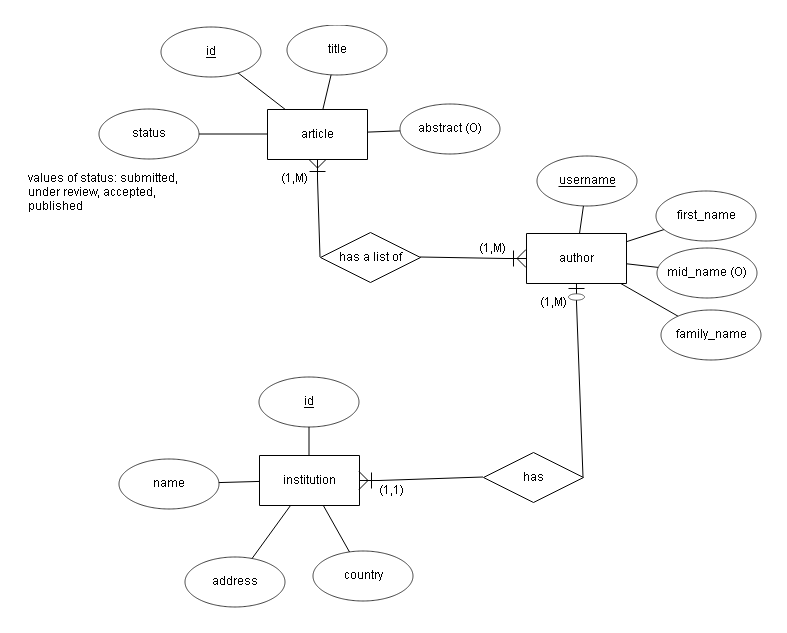 id
title
status
article
abstract (O)
values of status: submitted,
under review, accepted,
published
(1,M)
username
first_name
has a list of
(1,M)
author
mid_name (O)
(1,M)
family_name
id
name
institution
(1,1)
has
address
country